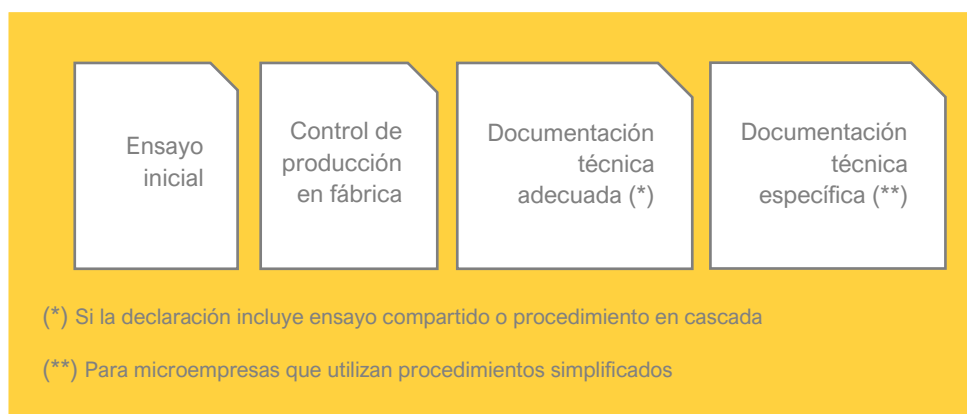 Ensayo
inicial
Control de
producción
en fábrica
Documentación
técnica
adecuada (*)
Documentación
técnica
específica (**)
(*) Si la declaración incluye ensayo compartido o procedimiento en cascada
(**) Para microempresas que utilizan procedimientos simplificados